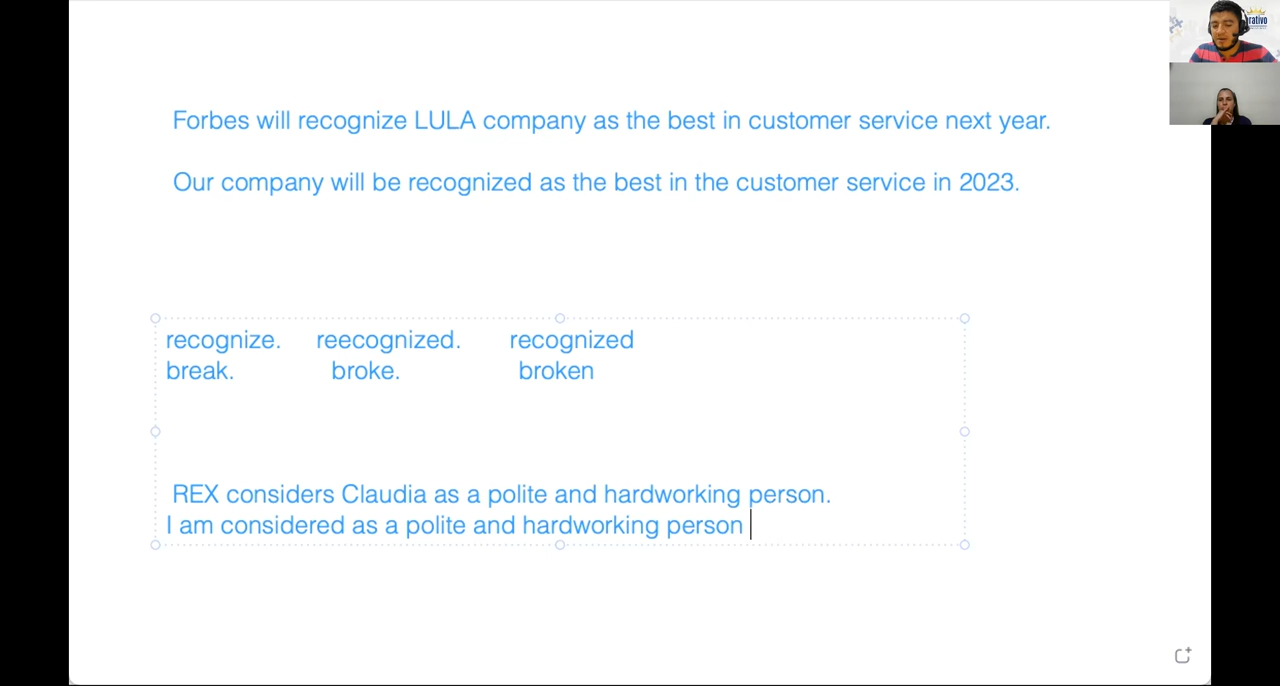 rativo
Forbes will recognize LULA company as the best in customer service next year.
Our company will be recognized as the best in the customer service in 2023.
recognize. reecognized. recognized
break. broke. broken
REX considers Claudia as a polite and hardworking person.
I am considered as a polite and hardworking person